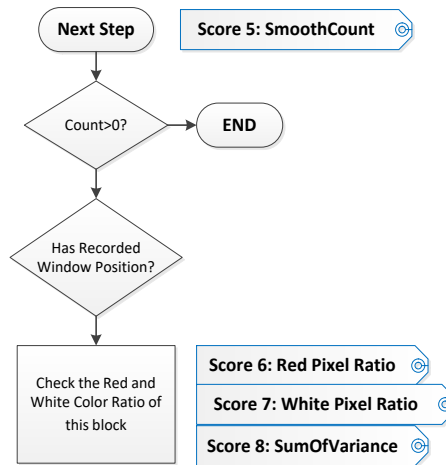 Next Step
Score 5: SmoothCount
Count>0?
END
Has Recorded
Window Position?
Check the Red and
White Color Ratio of
this block
Score 6: Red Pixel Ratio
Score 7: White Pixel Ratio
Score 8: SumOfVariance